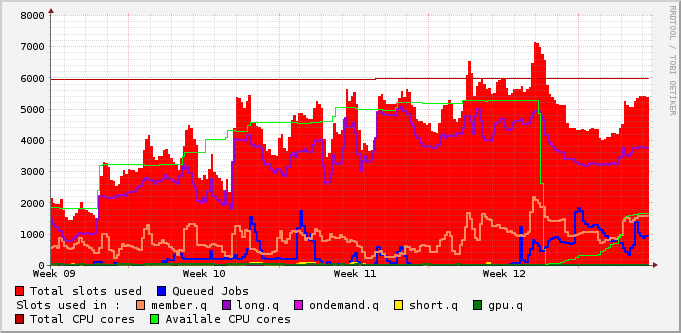 8000
7000
6000
5000
4000
3000
2000
1000
0
Week 09 Week 10 Week 11 Week 12
RRDTOOL / TOBI OETIKER
Total slots used Queued Jobs
Slots used in : member.q long.q ondemand.q short.q gpu.q
Total CPU cores Availale CPU cores